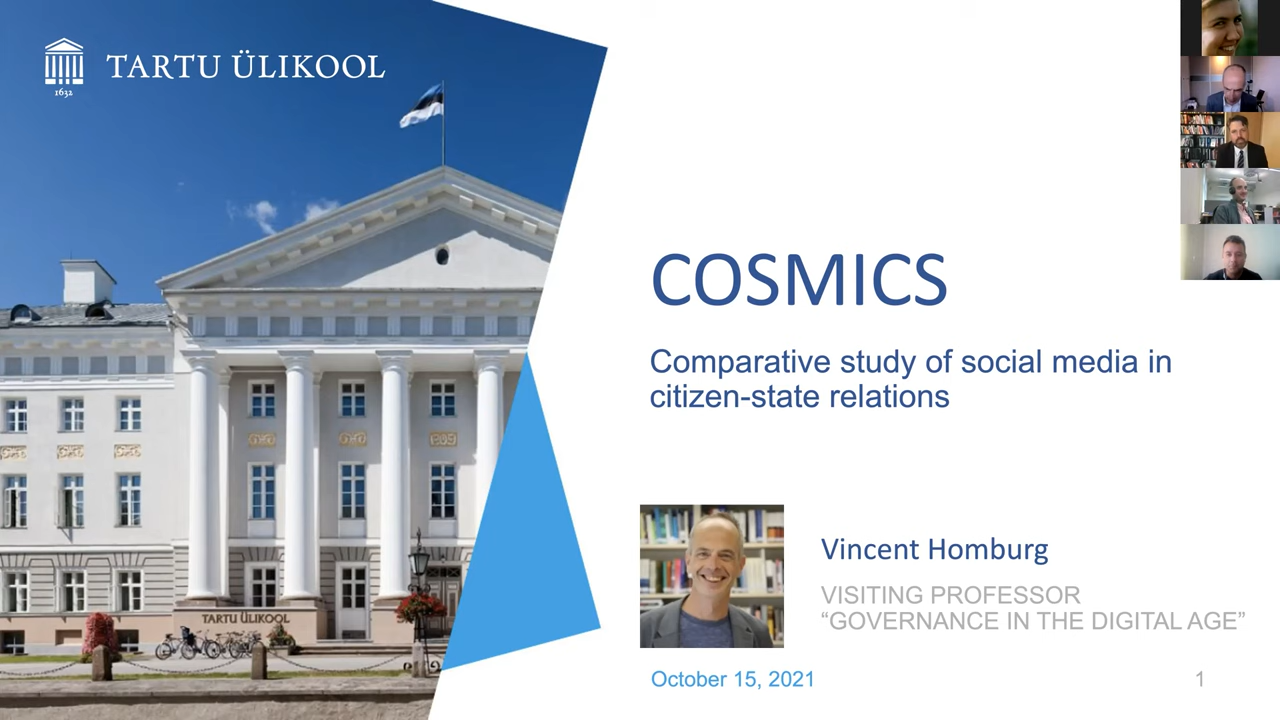 TARTU ÜLIKOOL
1632
TARTU ÜLIKOOL
COSMICS
Comparative study of social media in
citizen-state relations
Vincent Homburg
VISITING PROFESSOR
“GOVERNANCE IN THE DIGITAL AGE”
October 15, 2021
1